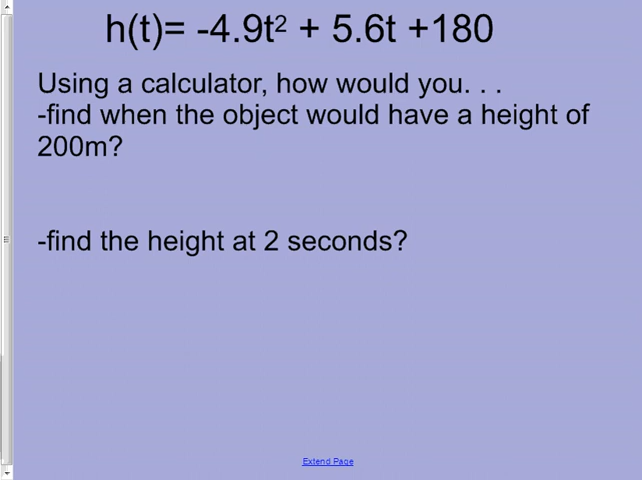 h(t)= -4.9t² + 5.6t +180
Using a calculator, how would you. . .
-find when the object would have a height of
200m?
-find the height at 2 seconds?
Extend Page